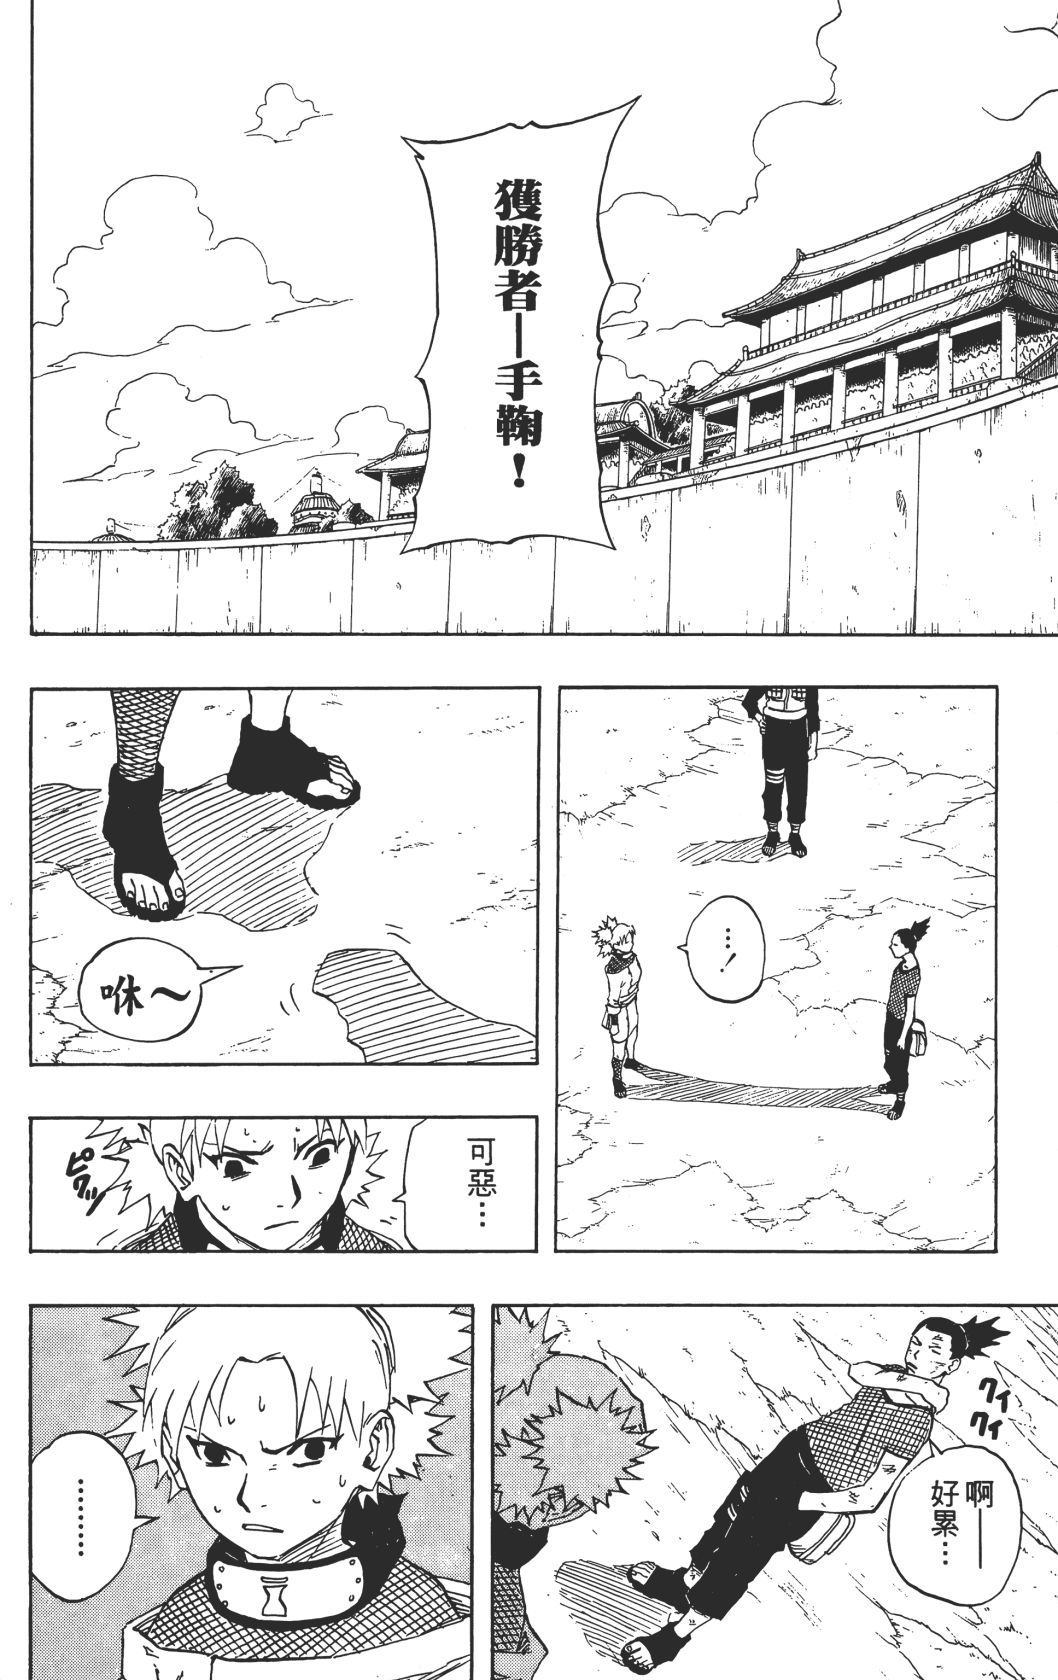 獲勝者—手鞠！
…！
咻～
可惡…
ピクッ
啊——
好累…
クイ
クイ
………